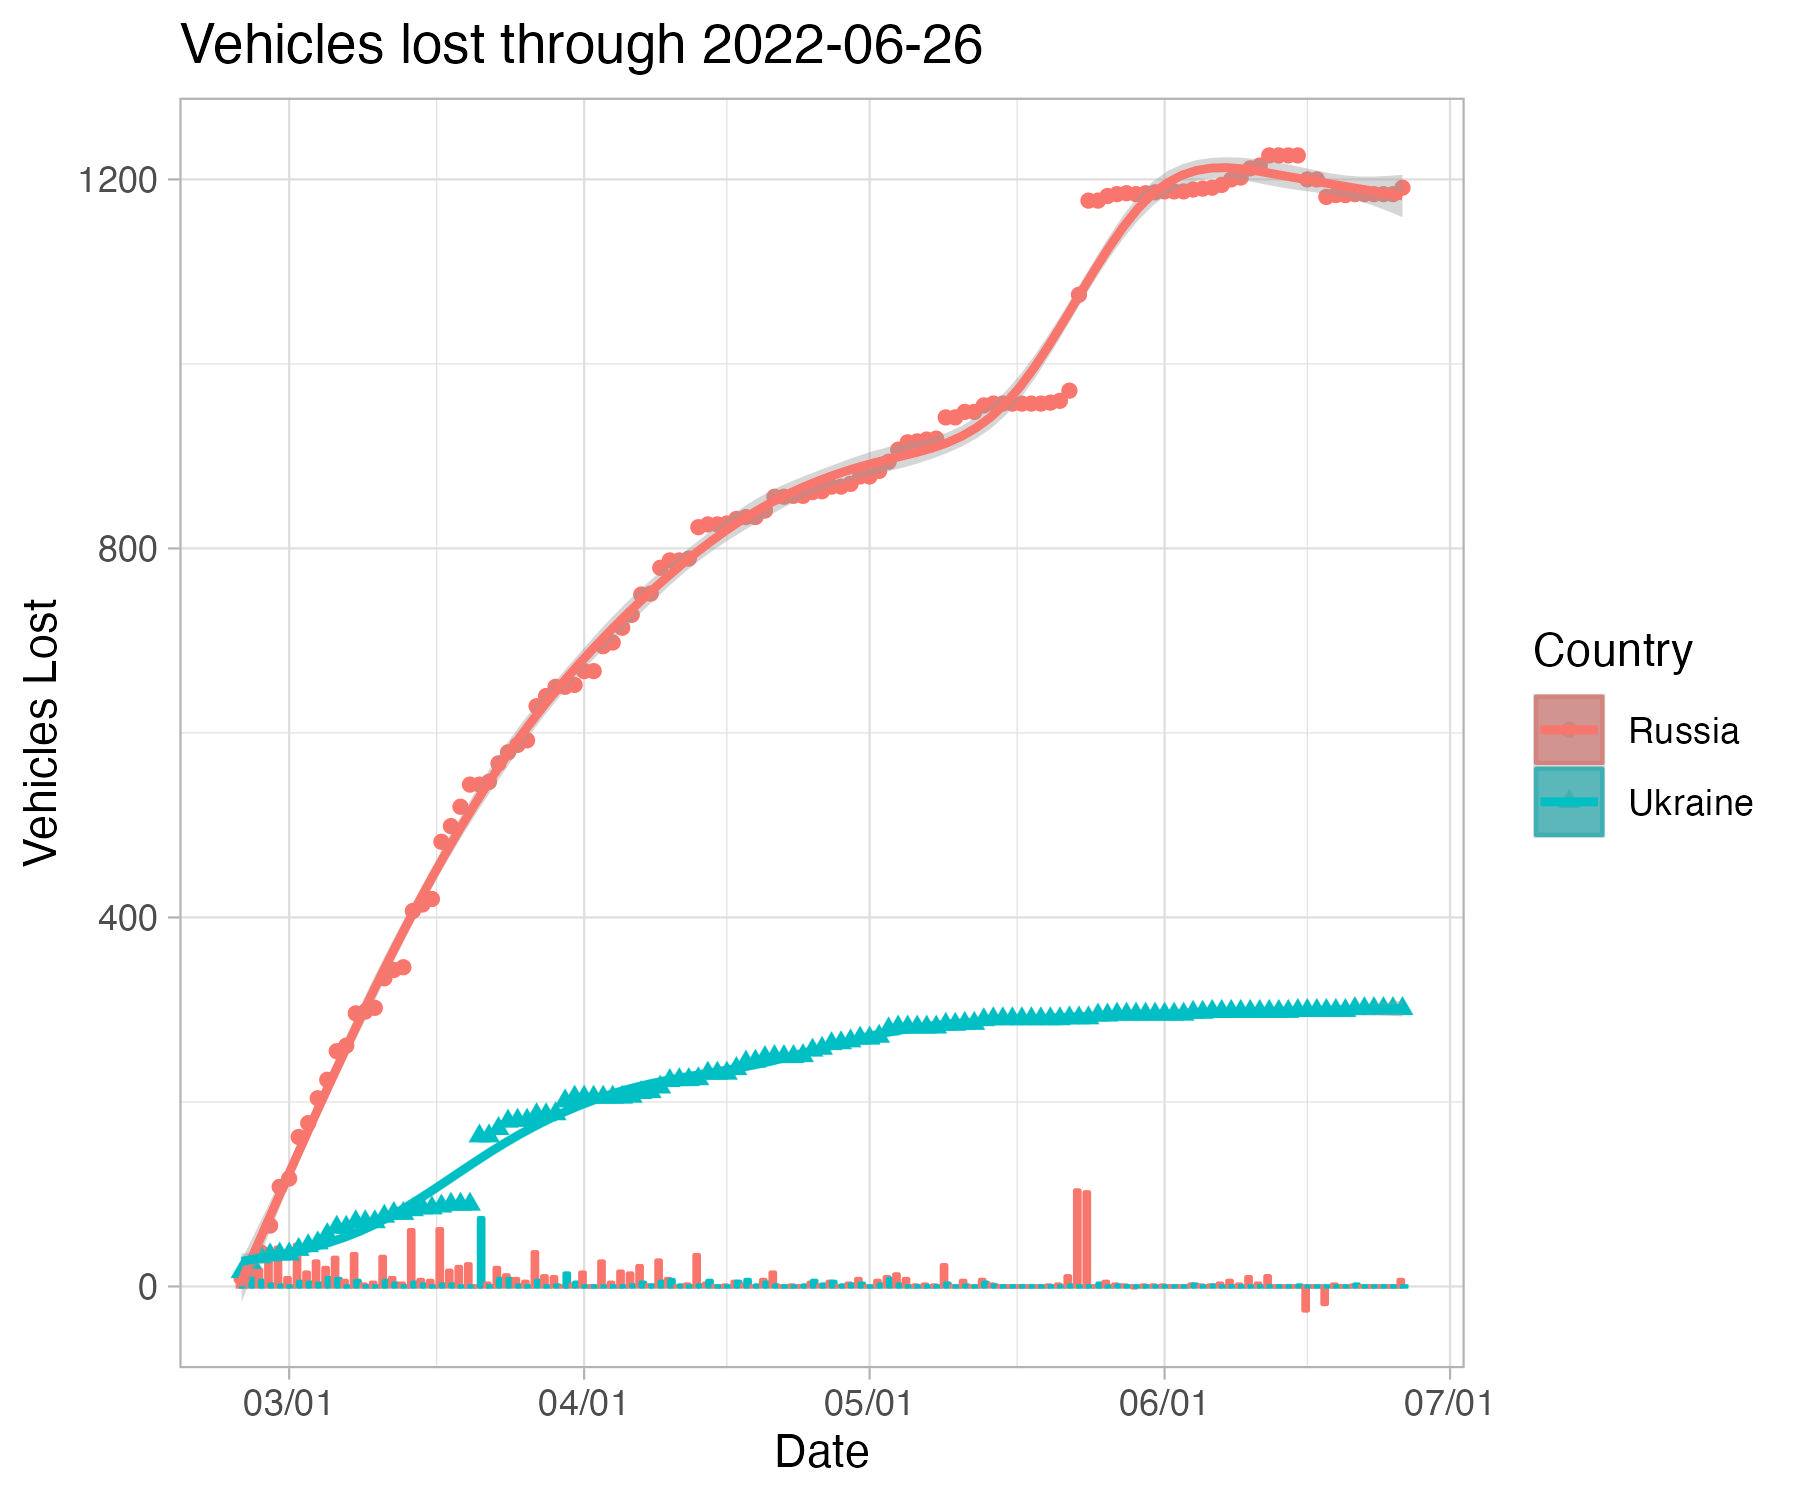 Vehicles lost through 2022-06-26
Vehicles Lost
1200
800
400
0
03/01
04/01
05/01
06/01
07/01
Date
Country
Russia
Ukraine